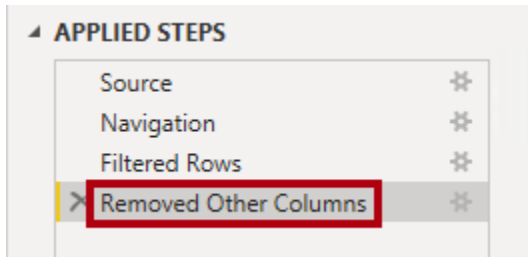 APPLIED STEPS
Source
Navigation
Filtered Rows
Removed Other Columns